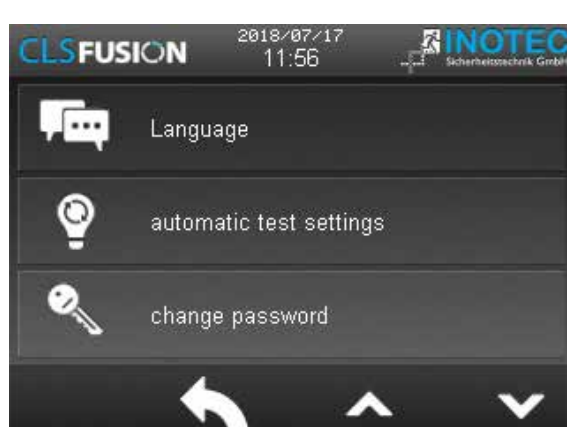 CLSFUSION
2018/07/17
11:56
INOTEC
Sicherheitstechnik GmbH
Language
automatic test settings
change password